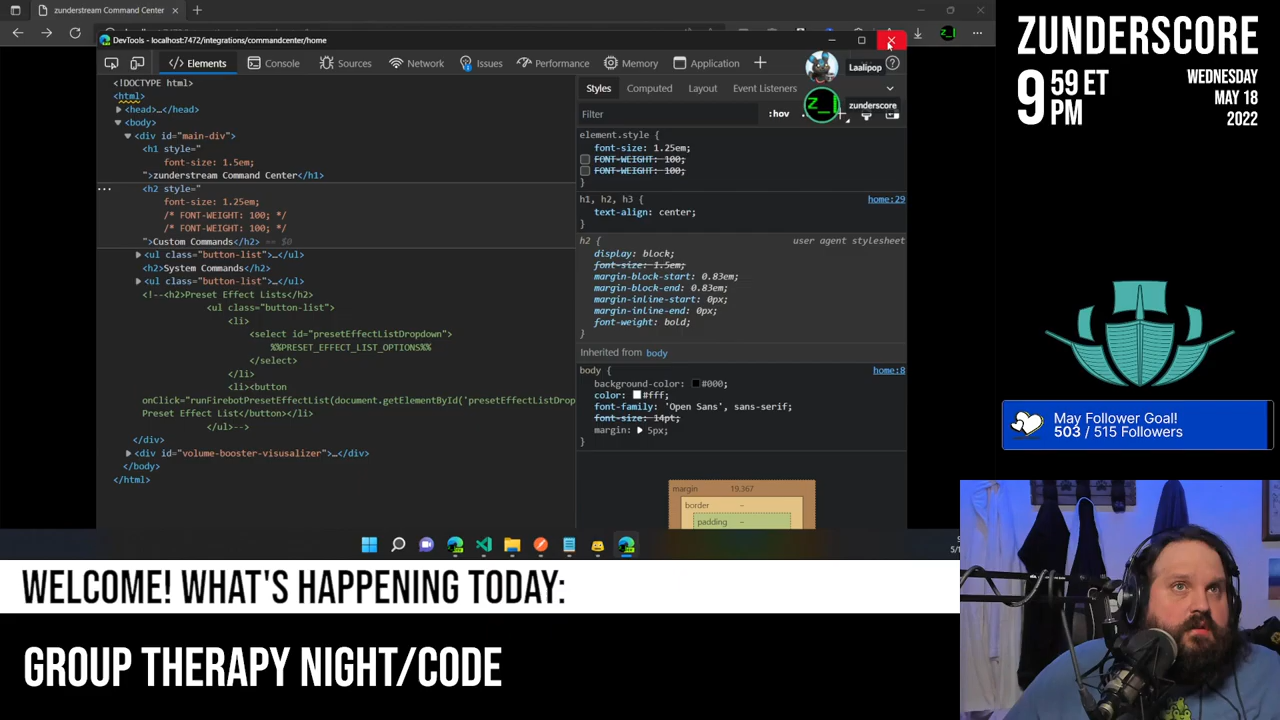 zunderstream Command Center
DevTools - localhost:7472/integrations/commandcenter/home
Elements
Console
Sources
Network
Issues
Performance
Memory
Application
Laalipop
zunderscore
<!DOCTYPE html>
<html>
<head>…</head>
<body>
<div id="main-div">
<h1 style="
font-size: 1.5em;
">zunderstream Command Center</h1>
<h2 style="
font-size: 1.25em;
/* FONT-WEIGHT: 100; */
/* FONT-WEIGHT: 100; */
">Custom Commands</h2> == $0
<ul class="button-list">…</ul>
<h2>System Commands</h2>
<ul class="button-list">…</ul>
<!--<h2>Preset Effect Lists</h2>
<ul class="button-list">
<li>
<select id="presetEffectListDropdown">
%%PRESET_EFFECT_LIST_OPTIONS%%
</select>
</li>
<li><button
onClick="runFirebotPresetEffectList(document.getElementById('presetEffectListDrop
Preset Effect List</button></li>
</ul>-->
</div>
<div id="volume-booster-visusalizer">…</div>
</body>
</html>
Styles
Computed
Layout
Event Listeners
Filter
:hov
element.style {
font-size: 1.25em;
FONT-WEIGHT: 100;
FONT-WEIGHT: 100;
}
h1, h2, h3 {
home:29
text-align: center;
}
h2 {
user agent stylesheet
display: block;
font-size: 1.5em;
margin-block-start: 0.83em;
margin-block-end: 0.83em;
margin-inline-start: 0px;
margin-inline-end: 0px;
font-weight: bold;
}
Inherited from body
body {
home:8
background-color: #000;
color: #fff;
font-family: 'Open Sans', sans-serif;
font-size: 14pt;
margin: 5px;
}
margin
19.367
border
–
padding
–
ZUNDERSCORE
9 59 ET
PM
WEDNESDAY
MAY 18
2022
May Follower Goal!
503 / 515 Followers
WELCOME! WHAT'S HAPPENING TODAY:
GROUP THERAPY NIGHT/CODE